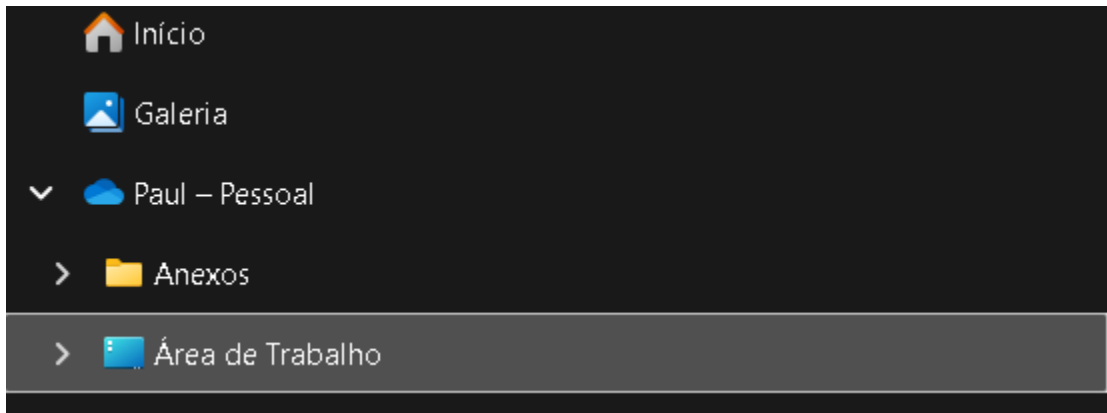 Início
Galeria
Paul – Pessoal
Anexos
Área de Trabalho